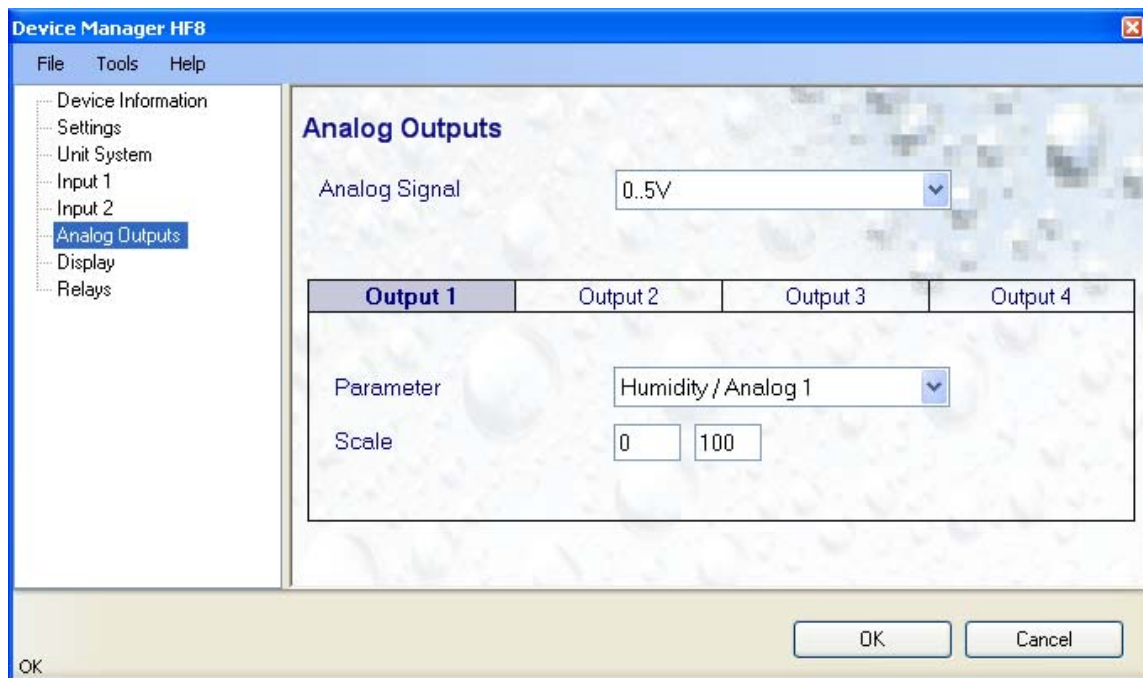 Device Manager HF8
File Tools Help
Device Information
Settings
Unit System
Input 1
Input 2
Analog Outputs
Display
Relays
Analog Outputs
Analog Signal 0..5V
Output 1 Output 2 Output 3 Output 4
Parameter Humidity / Analog 1
Scale 0 100
OK Cancel
OK